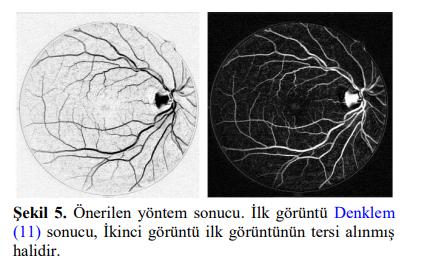 Şekil 5. Önerilen yöntem sonucu. İlk görüntü Denklem
(11) sonucu, İkinci görüntü ilk görüntünün tersi alınmış
halidir.